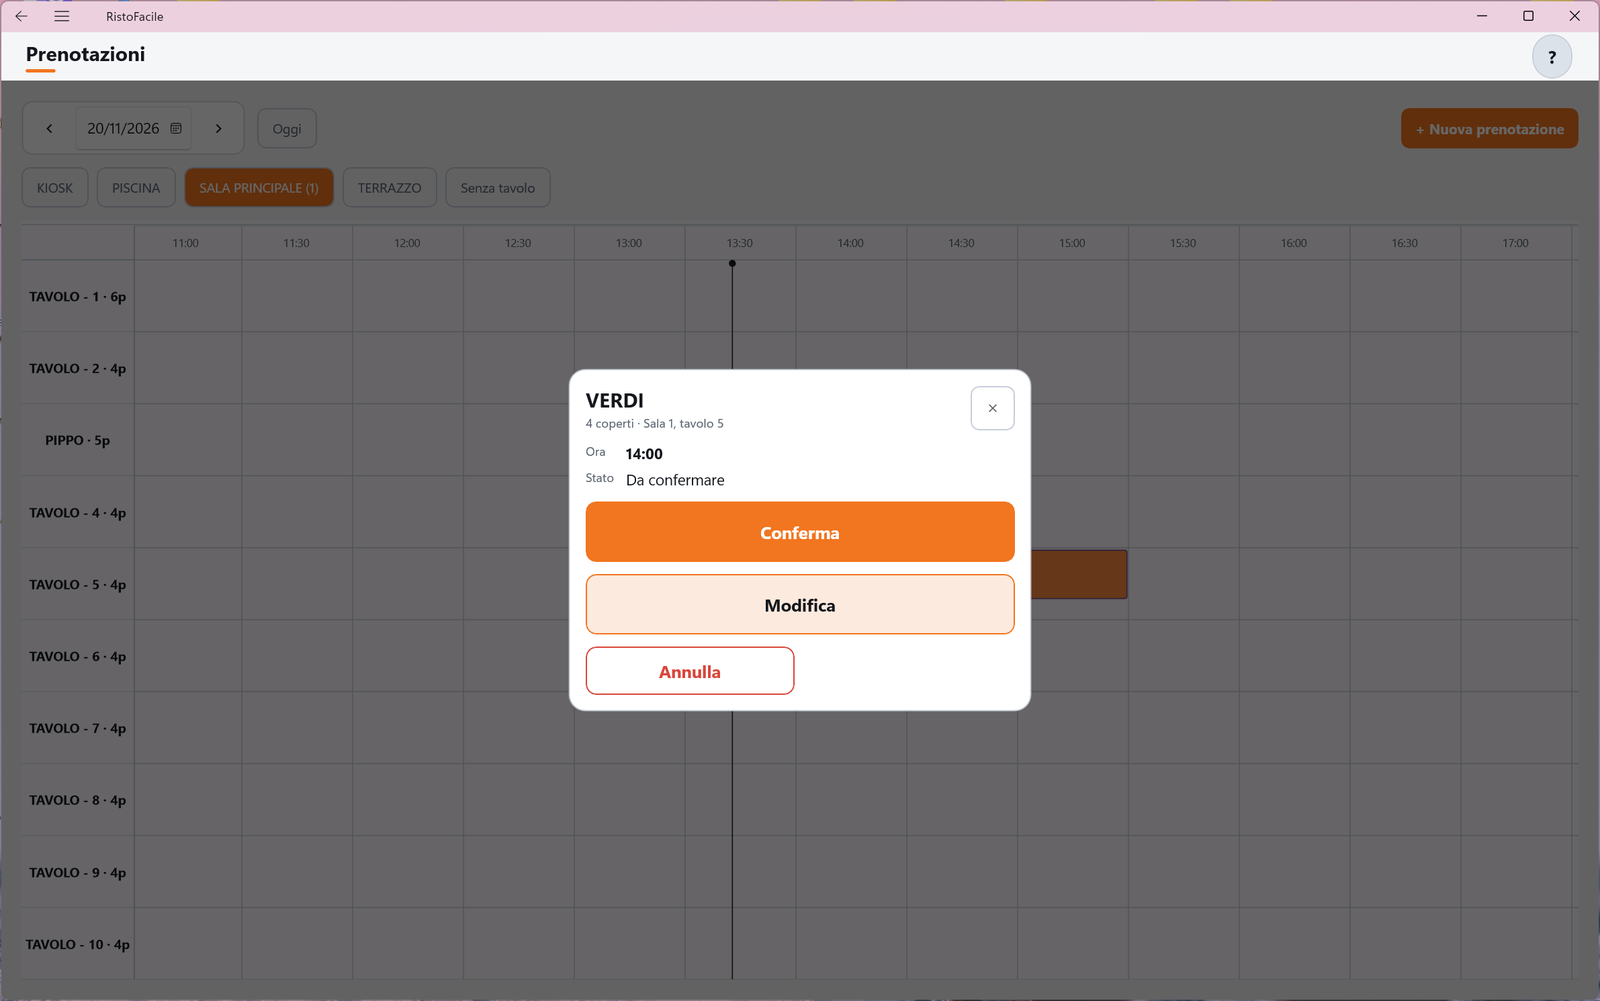 RistoFacile
Prenotazioni
?
20/11/2026
Oggi
+ Nuova prenotazione
KIOSK
PISCINA
SALA PRINCIPALE (1)
TERRAZZO
Senza tavolo
11:00 11:30 12:00 12:30 13:00 13:30 14:00 14:30 15:00 15:30 16:00 16:30 17:00
TAVOLO - 1 · 6p
TAVOLO - 2 · 4p
PIPPO · 5p
TAVOLO - 4 · 4p
TAVOLO - 5 · 4p
TAVOLO - 6 · 4p
TAVOLO - 7 · 4p
TAVOLO - 8 · 4p
TAVOLO - 9 · 4p
TAVOLO - 10 · 4p
VERDI
4 coperti · Sala 1, tavolo 5
Ora 14:00
Stato Da confermare
Conferma
Modifica
Annulla